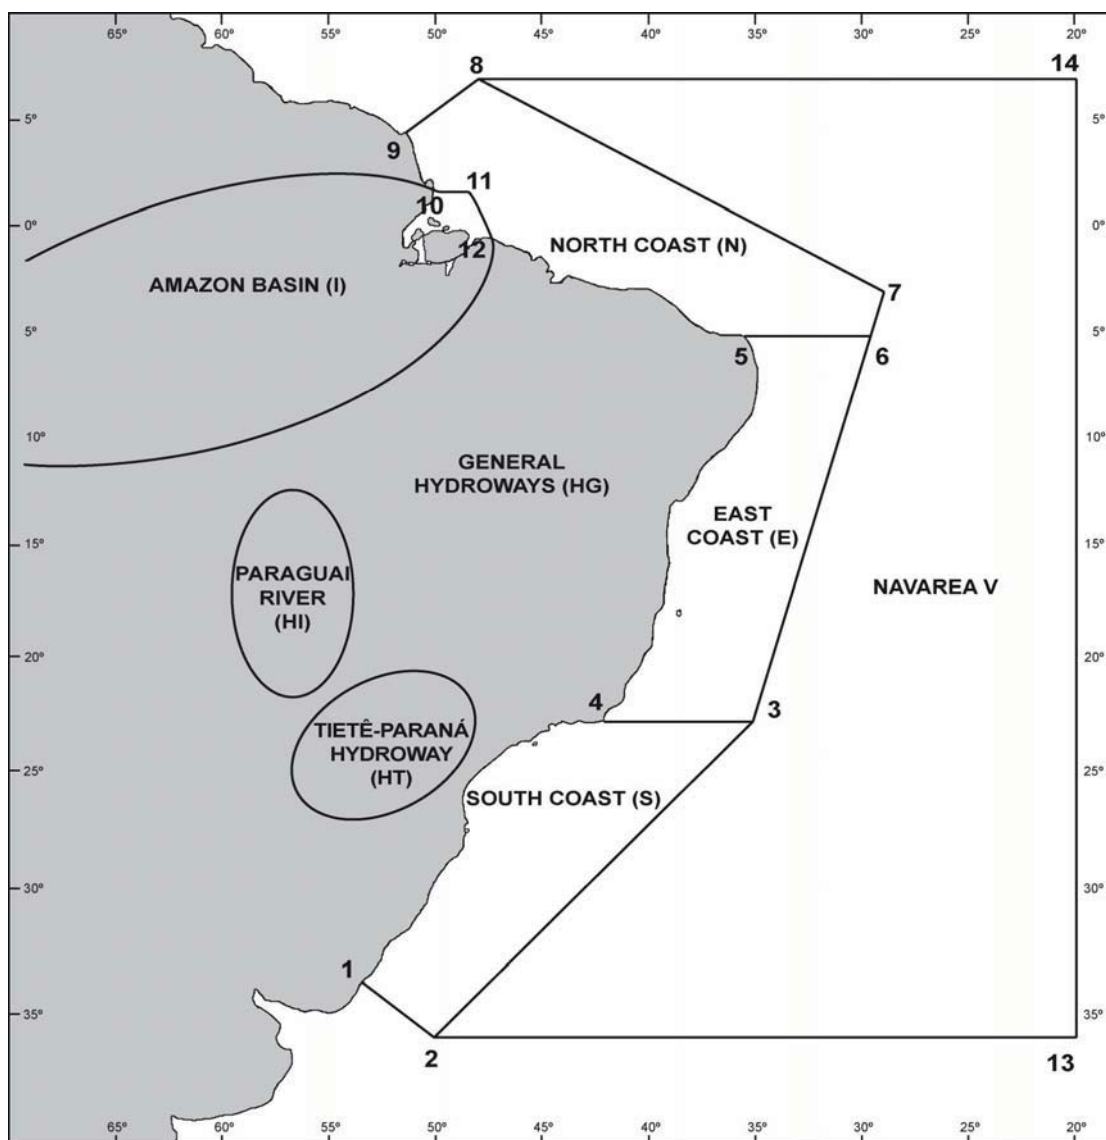 65° 60° 55° 50° 45° 40° 35° 30° 25° 20°
8 14
5° 5°
9
11
10
0° 0°
12
NORTH COAST (N)
AMAZON BASIN (I)
7
5° 5°
5 6
10° 10°
GENERAL
HYDROWAYS (HG)
EAST
COAST (E)
15° 15°
PARAGUAI
RIVER
(HI)
NAVAREA V
20° 20°
4 3
TIETÊ-PARANÁ
HYDROWAY
(HT)
25° 25°
SOUTH COAST (S)
30° 30°
1
35° 35°
2 13
65° 60° 55° 50° 45° 40° 35° 30° 25° 20°